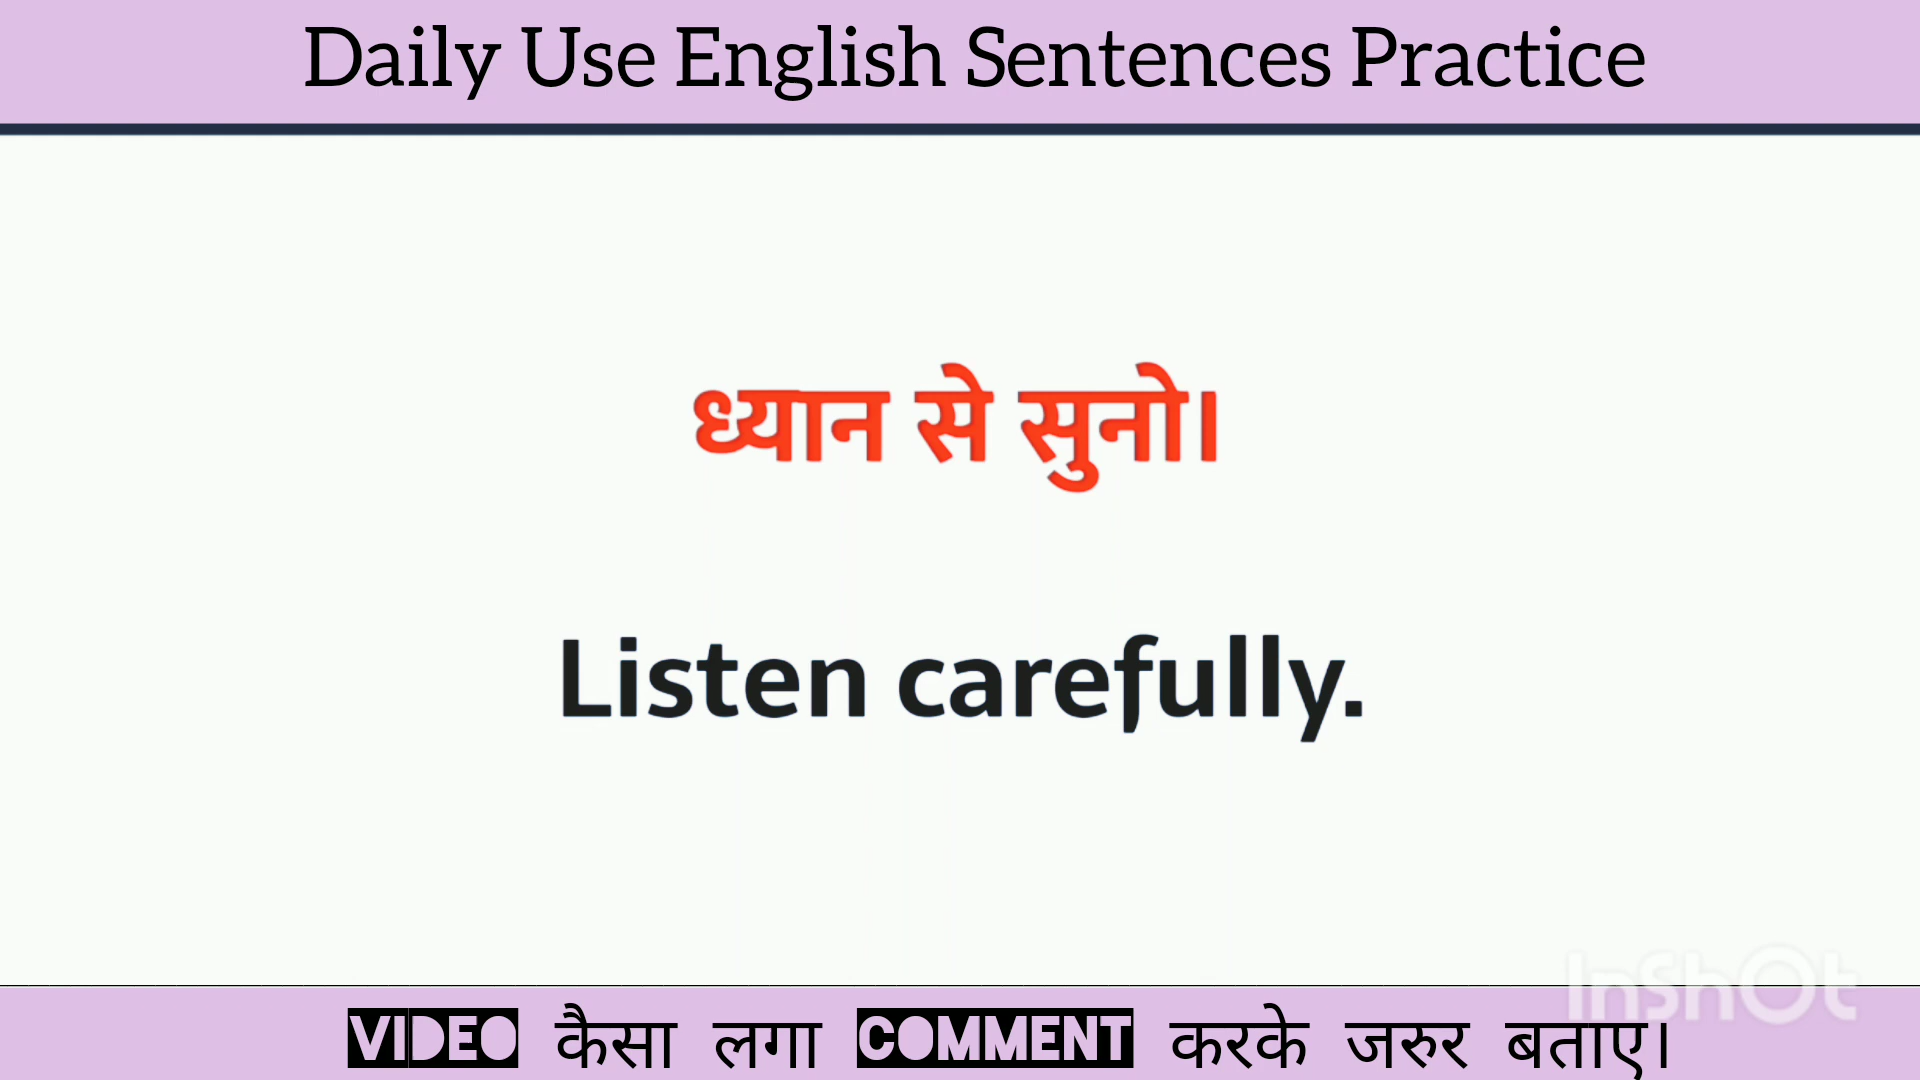 Daily Use English Sentences Practice
ध्यान से सुनो।
Listen carefully.
InShOt
VIDEO कैसा लगा COMMENT करके जरुर बताए।